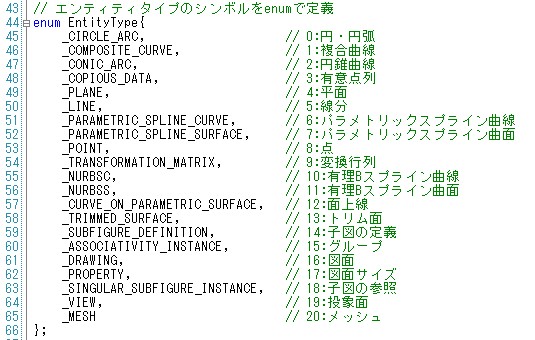 43 // エンティティタイプのシンボルをenumで定義
44 enum EntityType{
45 _CIRCLE_ARC, // 0:円・円弧
46 _COMPOSITE_CURVE, // 1:複合曲線
47 _CONIC_ARC, // 2:円錐曲線
48 _COPIOUS_DATA, // 3:有意点列
49 _PLANE, // 4:平面
50 _LINE, // 5:線分
51 _PARAMETRIC_SPLINE_CURVE, // 6:パラメトリックスプライン曲線
52 _PARAMETRIC_SPLINE_SURFACE, // 7:パラメトリックスプライン曲面
53 _POINT, // 8:点
54 _TRANSFORMATION_MATRIX, // 9:変換行列
55 _NURBSC, // 10:有理Bスプライン曲線
56 _NURBSS, // 11:有理Bスプライン曲面
57 _CURVE_ON_PARAMETRIC_SURFACE, // 12:面上線
58 _TRIMMED_SURFACE, // 13:トリム面
59 _SUBFIGURE_DEFINITION, // 14:子図の定義
60 _ASSOCIATIVITY_INSTANCE, // 15:グループ
61 _DRAWING, // 16:図面
62 _PROPERTY, // 17:図面サイズ
63 _SINGULAR_SUBFIGURE_INSTANCE, // 18:子図の参照
64 _VIEW, // 19:投象面
65 _MESH // 20:メッシュ
66 };